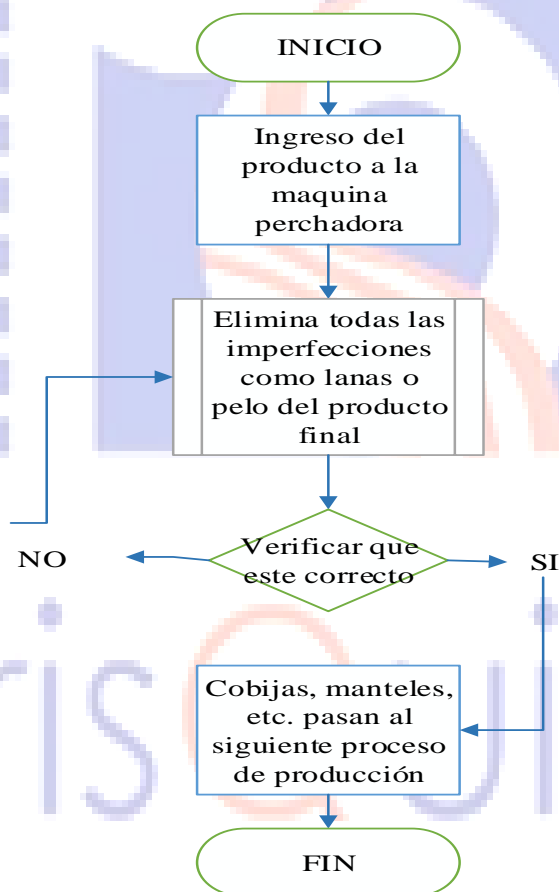 INICIO
Ingreso del
producto a la
maquina
perchadora
Elimina todas las
imperfecciones
como lanas o
pelo del producto
final
Verificar que
este correcto
NO
SI
Cobijas, manteles,
etc. pasan al
siguiente proceso
de producción
FIN